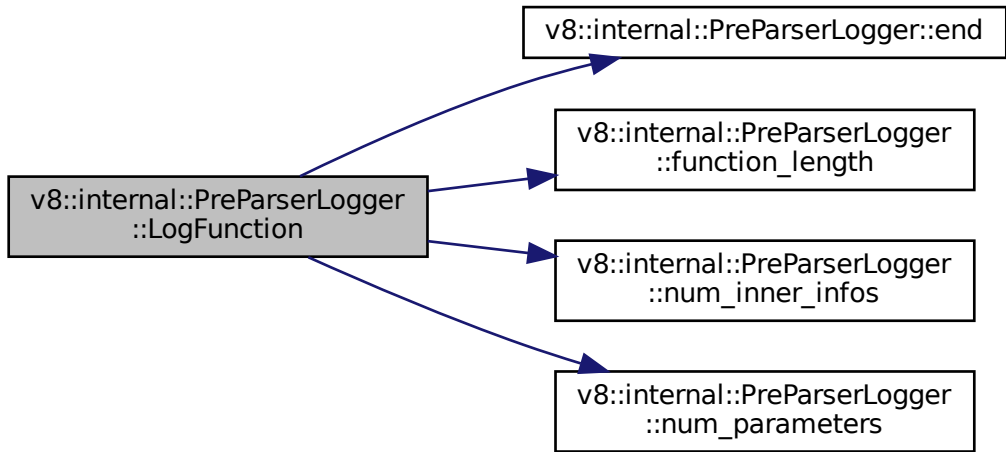 v8::internal::PreParserLogger::end
v8::internal::PreParserLogger
::function_length
v8::internal::PreParserLogger
::LogFunction
v8::internal::PreParserLogger
::num_inner_infos
v8::internal::PreParserLogger
::num_parameters